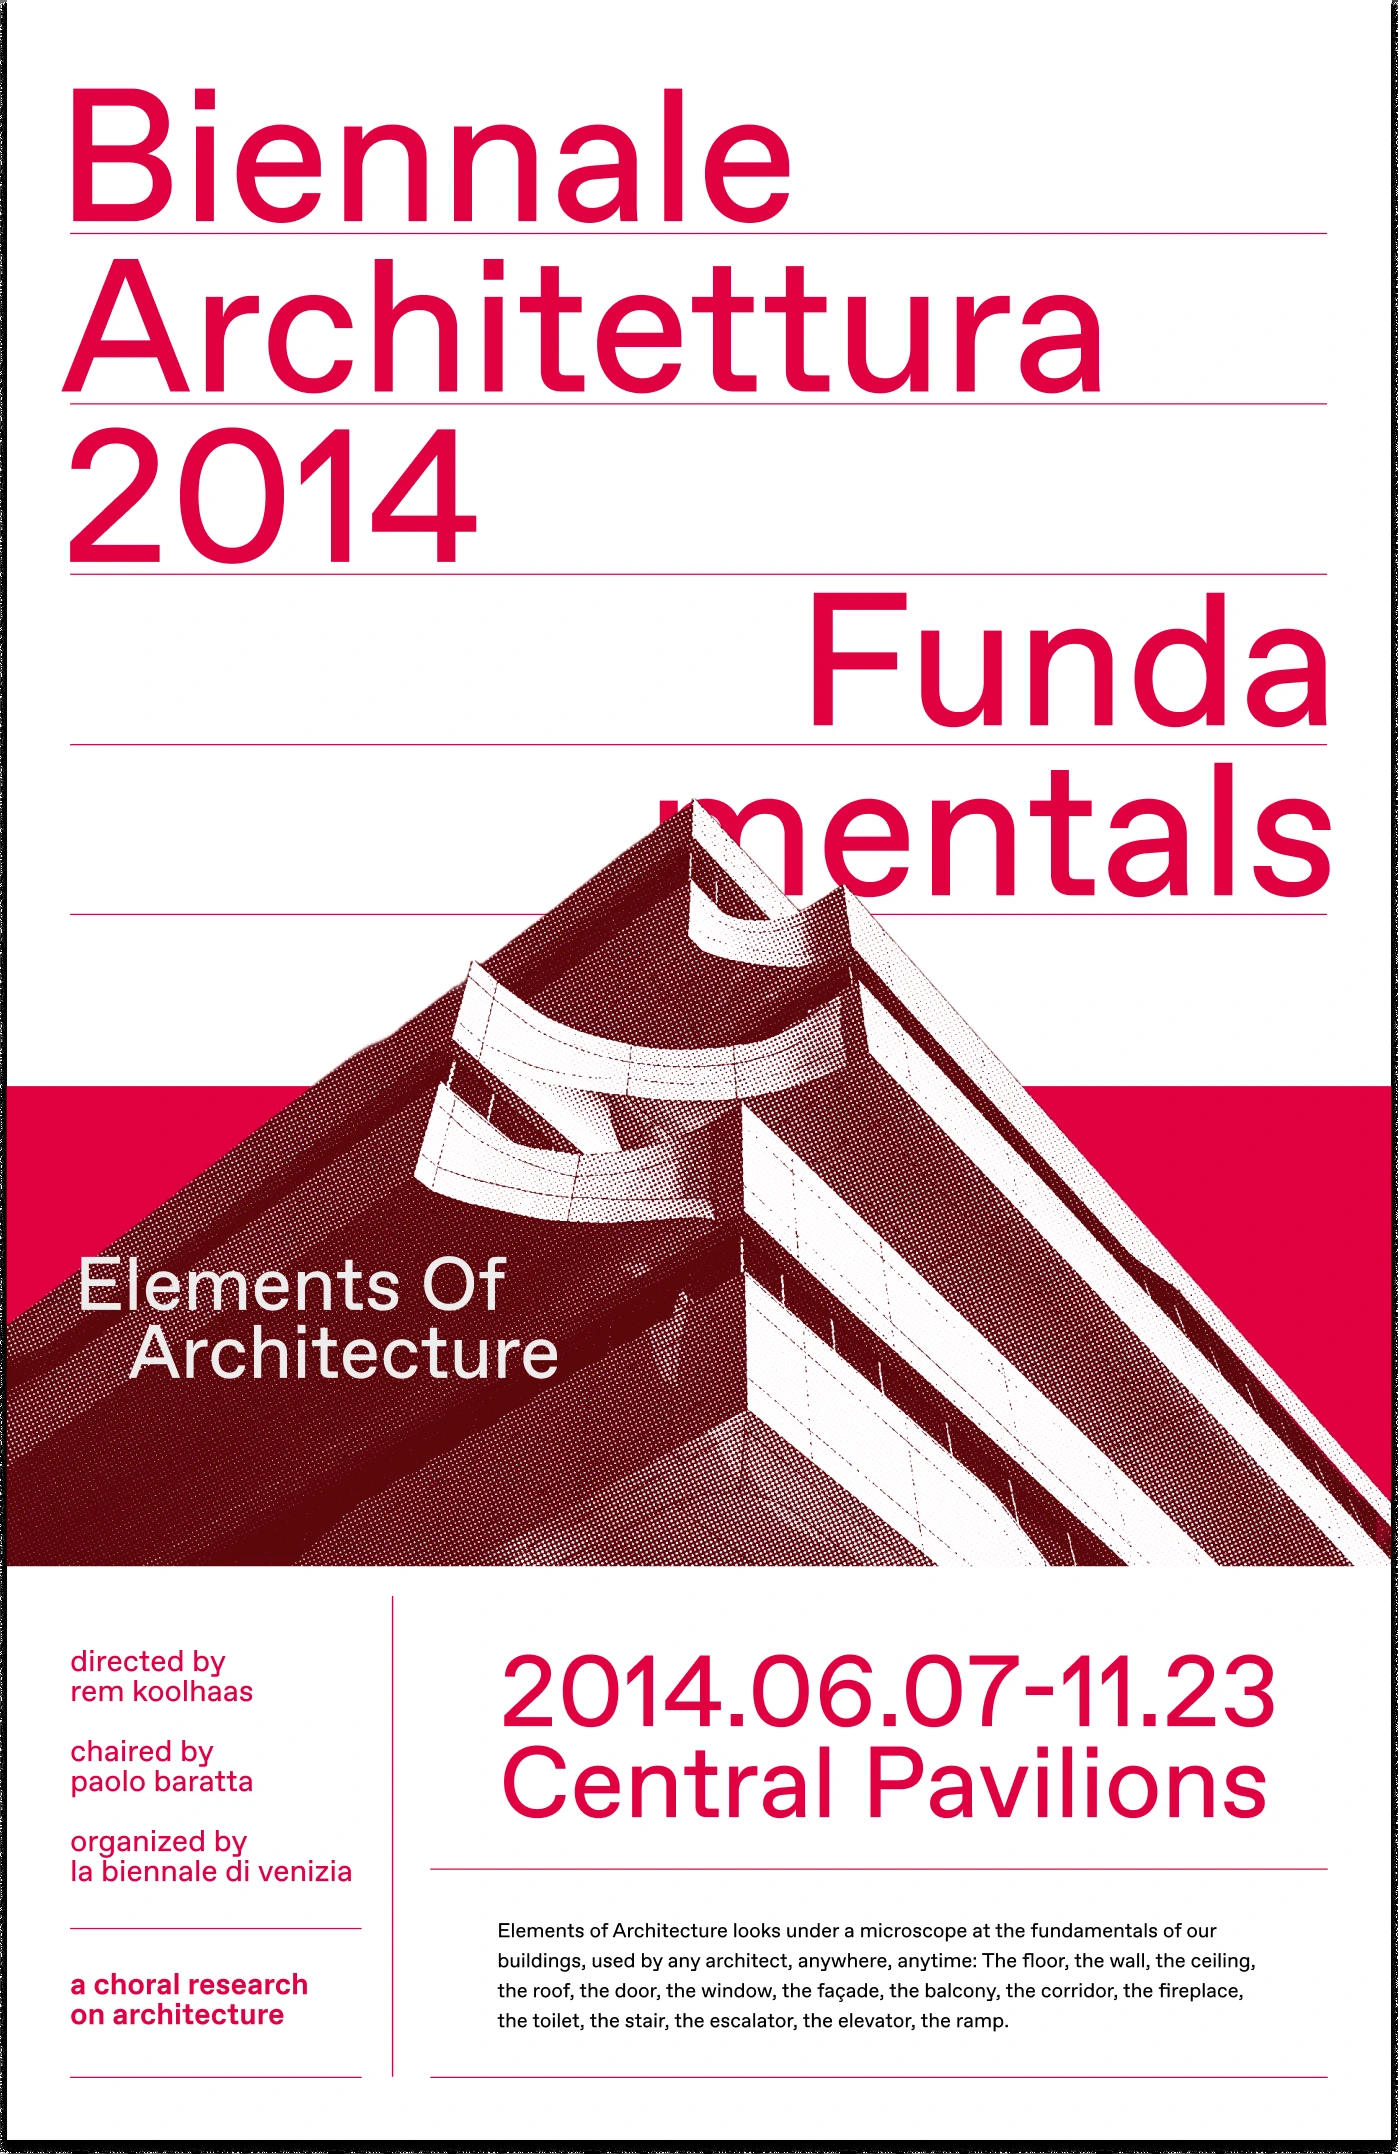 Biennale
Architettura
2014
Funda
mentals
Elements Of
Architecture
directed by
rem koolhaas
chaired by
paolo baratta
organized by
la biennale di venizia
a choral research
on architecture
2014.06.07-11.23
Central Pavilions
Elements of Architecture looks under a microscope at the fundamentals of our
buildings, used by any architect, anywhere, anytime: The floor, the wall, the ceiling,
the roof, the door, the window, the façade, the balcony, the corridor, the fireplace,
the toilet, the stair, the escalator, the elevator, the ramp.